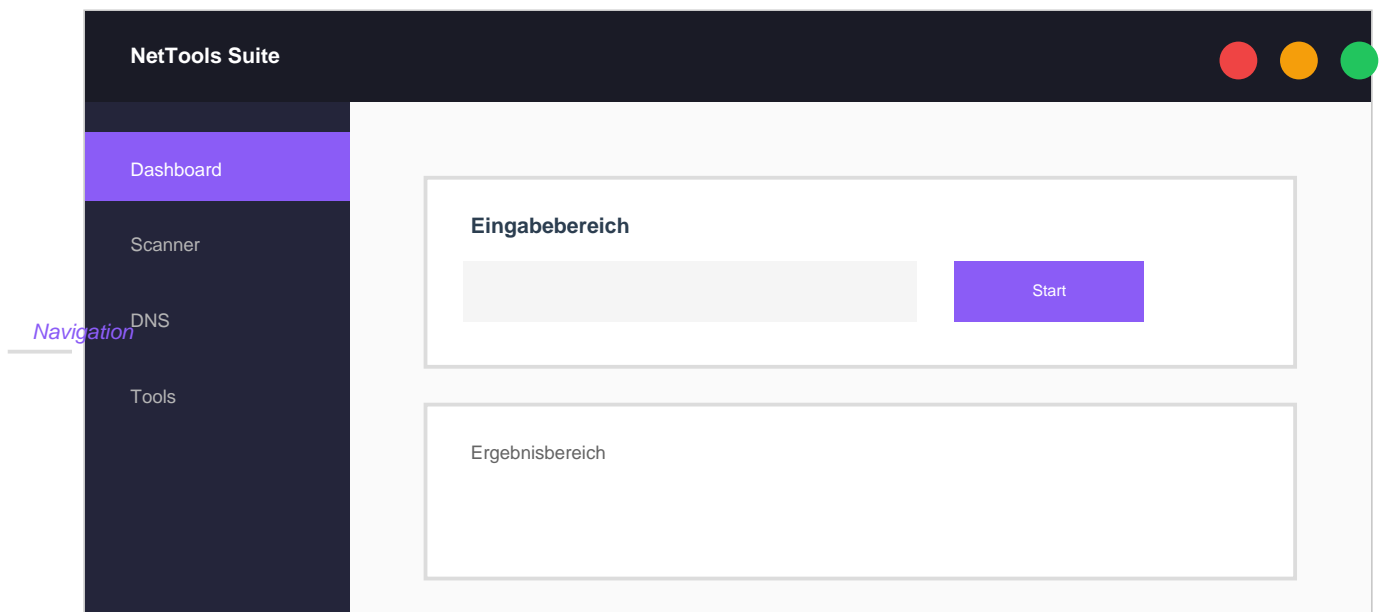 NetTools Suite
Dashboard
Scanner
DNS
Navigation
Tools
Eingabebereich
Start
Ergebnisbereich